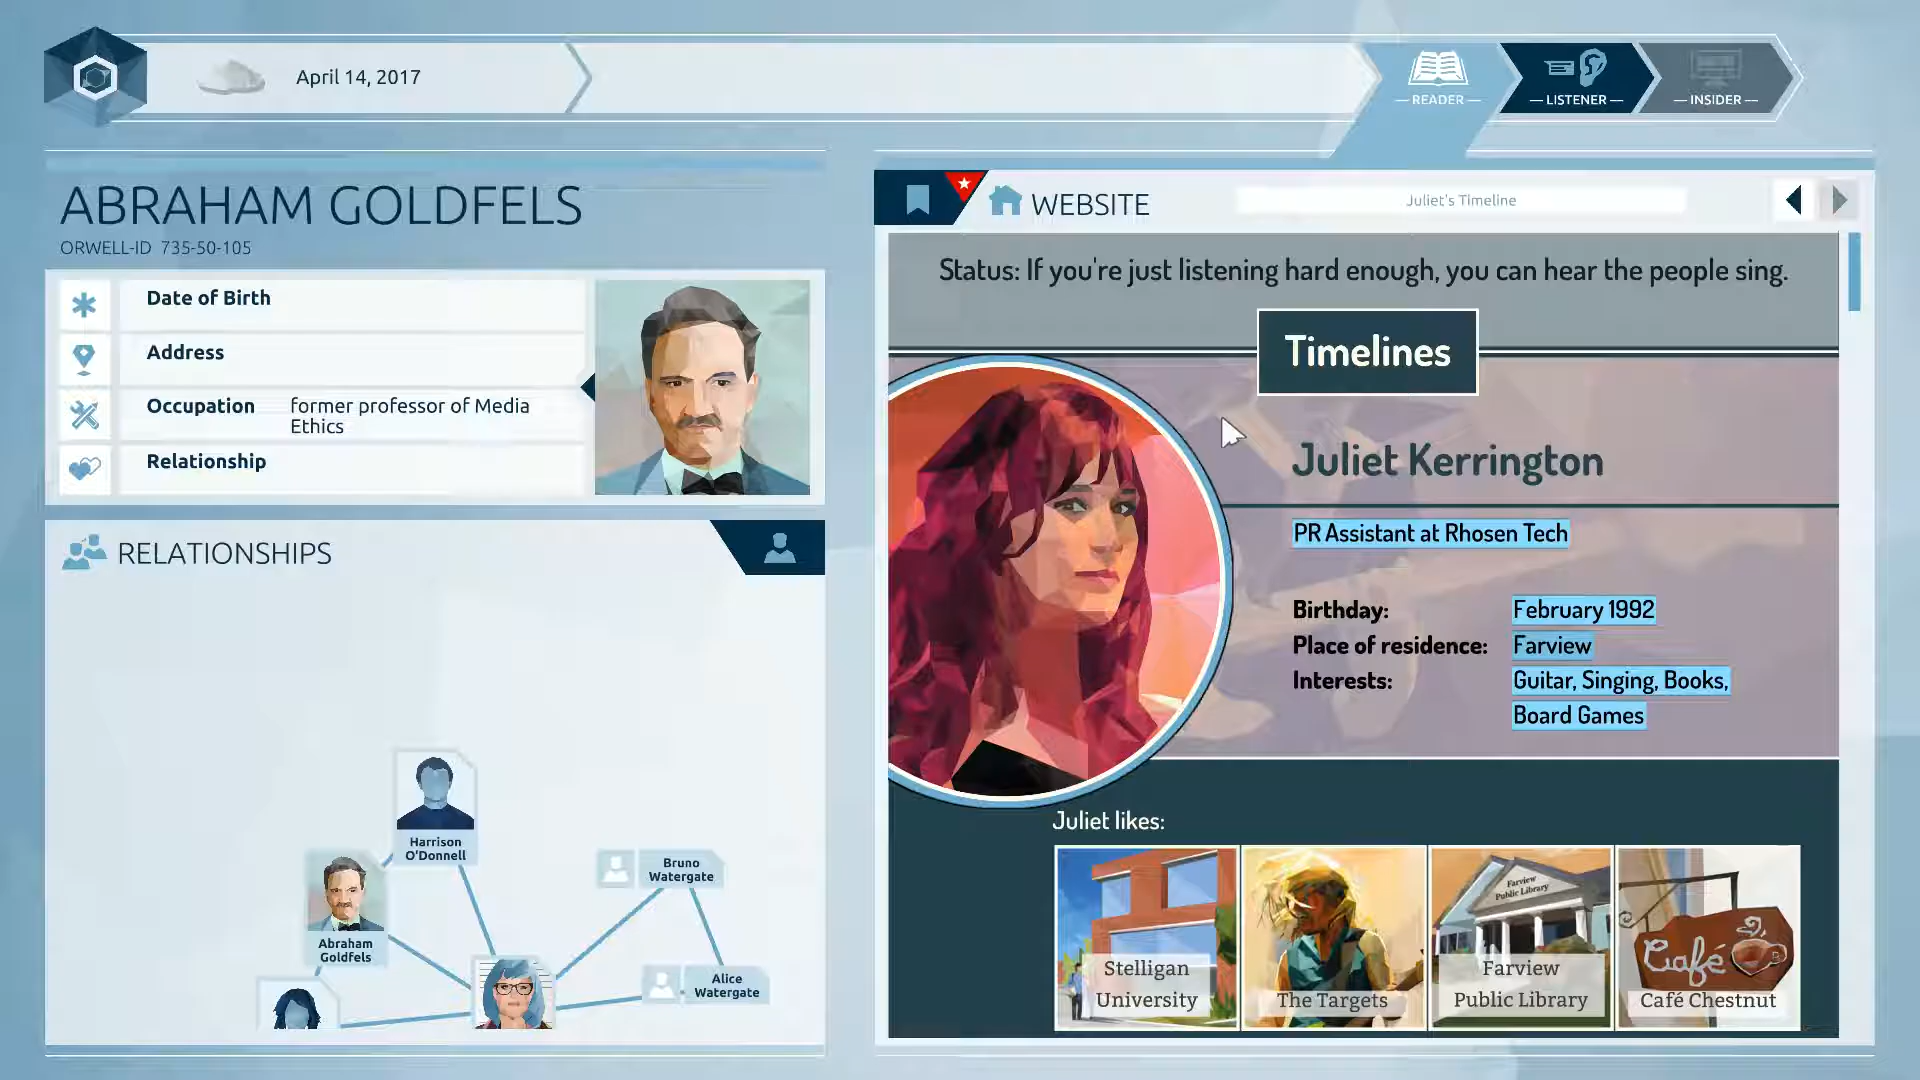 April 14, 2017
READER
LISTENER
INSIDER
ABRAHAM GOLDFELS
ORWELL-ID 735-50-105
Date of Birth
Address
Occupation former professor of Media
Ethics
Relationship
RELATIONSHIPS
Harrison
O'Donnell
Abraham
Goldfels
Bruno
Watergate
Alice
Watergate
WEBSITE
Juliet's Timeline
Status: If you're just listening hard enough, you can hear the people sing.
Timelines
Juliet Kerrington
PR Assistant at Rhosen Tech
Birthday: February 1992
Place of residence: Farview
Interests: Guitar, Singing, Books,
Board Games
Juliet likes:
Stelligan
University
The Targets
Farview
Public Library
Farview
Public Library
Café
Café Chestnut